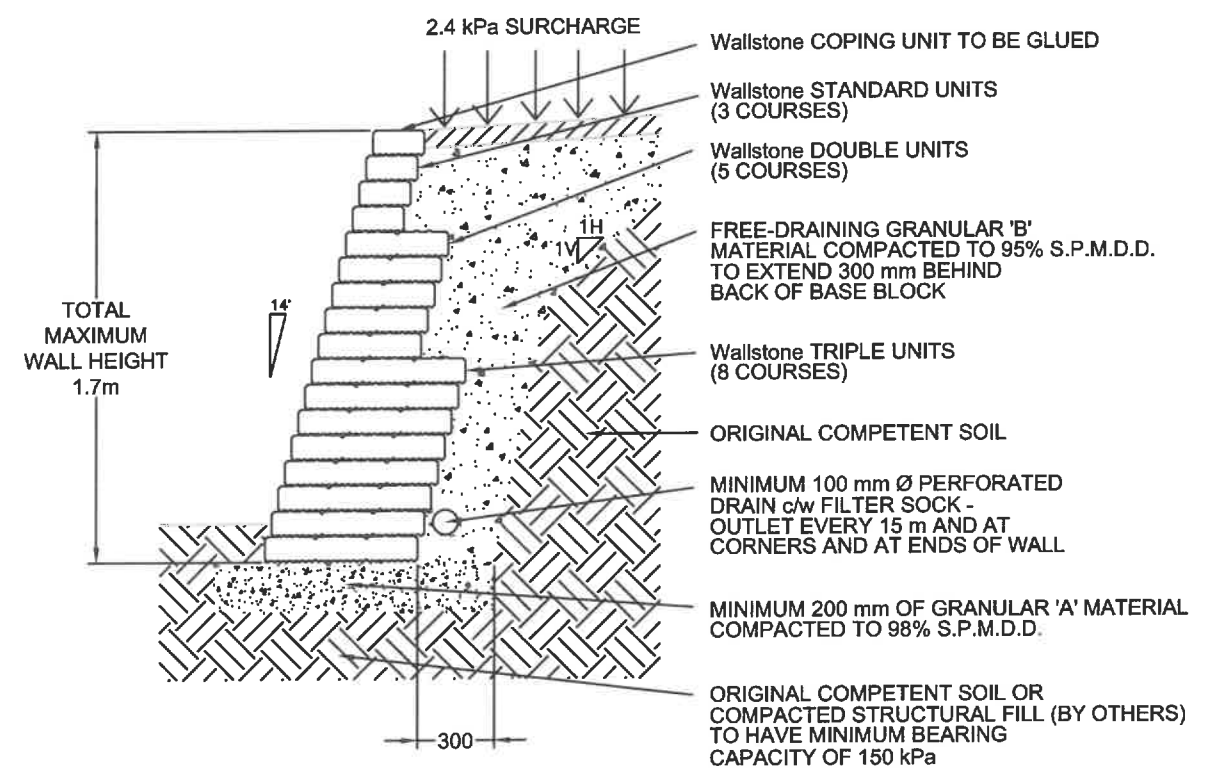 2.4 kPa SURCHARGE
Wallstone COPING UNIT TO BE GLUED
Wallstone STANDARD UNITS
(3 COURSES)
Wallstone DOUBLE UNITS
(5 COURSES)
1H
1V
FREE-DRAINING GRANULAR 'B'
MATERIAL COMPACTED TO 95% S.P.M.D.D.
TO EXTEND 300 mm BEHIND
BACK OF BASE BLOCK
14°
TOTAL
MAXIMUM
WALL HEIGHT
1.7m
Wallstone TRIPLE UNITS
(8 COURSES)
ORIGINAL COMPETENT SOIL
MINIMUM 100 mm Ø PERFORATED
DRAIN c/w FILTER SOCK -
OUTLET EVERY 15 m AND AT
CORNERS AND AT ENDS OF WALL
MINIMUM 200 mm OF GRANULAR 'A' MATERIAL
COMPACTED TO 98% S.P.M.D.D.
ORIGINAL COMPETENT SOIL OR
COMPACTED STRUCTURAL FILL (BY OTHERS)
TO HAVE MINIMUM BEARING
CAPACITY OF 150 kPa
300